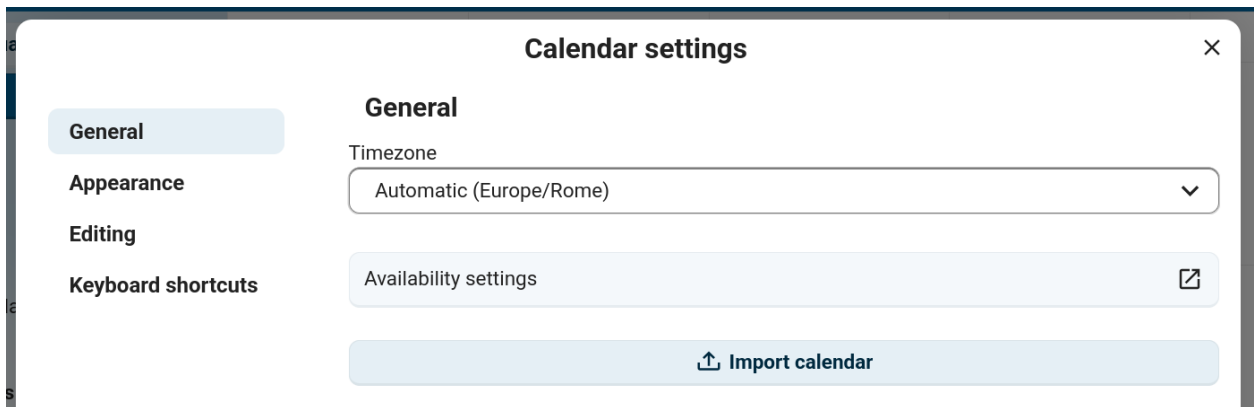 Calendar settings
General
Appearance
Editing
Keyboard shortcuts
General
Timezone
Automatic (Europe/Rome)
Availability settings
Import calendar